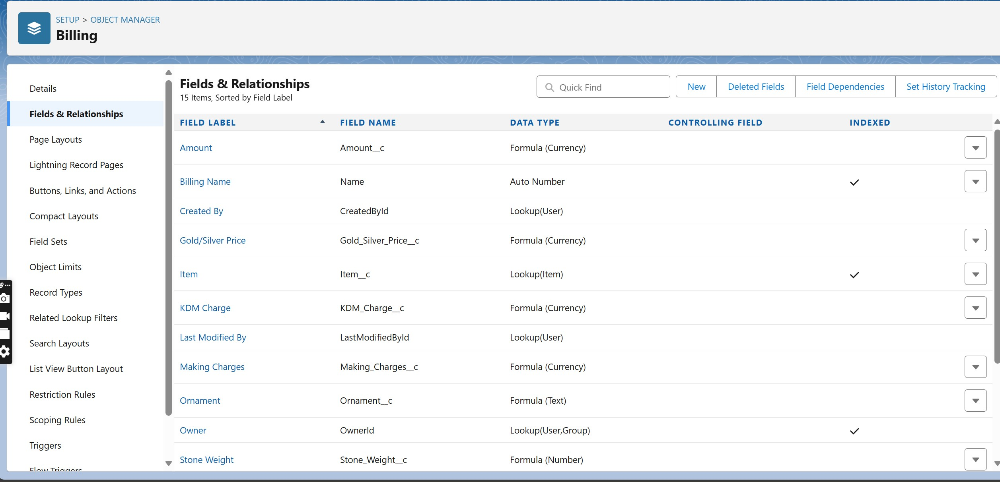 SETUP > OBJECT MANAGER
Billing
Details
Fields & Relationships
Page Layouts
Lightning Record Pages
Buttons, Links, and Actions
Compact Layouts
Field Sets
Object Limits
Record Types
Related Lookup Filters
Search Layouts
List View Button Layout
Restriction Rules
Scoping Rules
Triggers
Flow Triggers
Fields & Relationships
15 Items, Sorted by Field Label
Quick Find
New Deleted Fields Field Dependencies Set History Tracking
FIELD LABEL FIELD NAME DATA TYPE CONTROLLING FIELD INDEXED
Amount Amount__c Formula (Currency)
Billing Name Name Auto Number
Created By CreatedById Lookup(User)
Gold/Silver Price Gold_Silver_Price__c Formula (Currency)
Item Item__c Lookup(Item)
KDM Charge KDM_Charge__c Formula (Currency)
Last Modified By LastModifiedById Lookup(User)
Making Charges Making_Charges__c Formula (Currency)
Ornament Ornament__c Formula (Text)
Owner OwnerId Lookup(User,Group)
Stone Weight Stone_Weight__c Formula (Number)